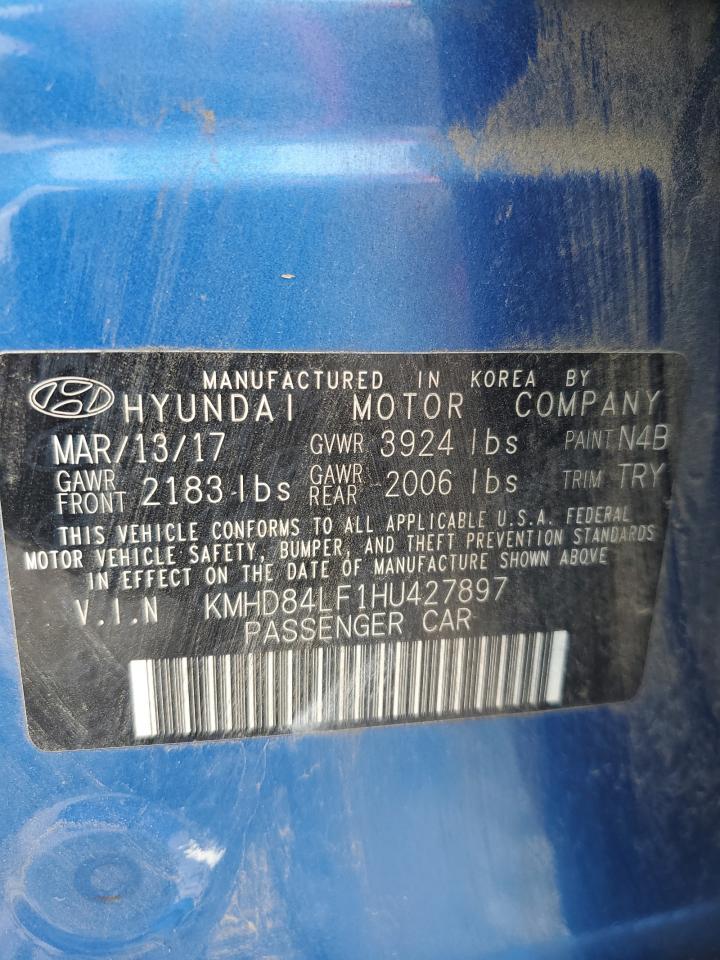 MANUFACTURED IN KOREA BY
HYUNDAI MOTOR COMPANY
MAR/13/17 GVWR 3924 lbs PAINT N4B
GAWR FRONT 2183 lbs GAWR REAR 2006 lbs TRIM TRY
THIS VEHICLE CONFORMS TO ALL APPLICABLE U.S.A. FEDERAL
MOTOR VEHICLE SAFETY, BUMPER, AND THEFT PREVENTION STANDARDS
IN EFFECT ON THE DATE OF MANUFACTURE SHOWN ABOVE
V.I.N KMHD84LF1HU427897
PASSENGER CAR